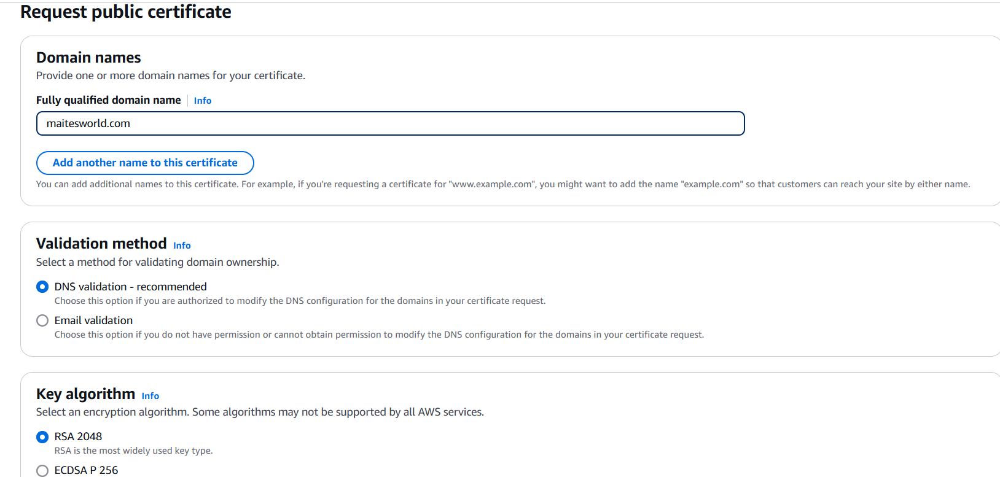 Request public certificate
Domain names
Provide one or more domain names for your certificate.
Fully qualified domain name Info
maitesworld.com
Add another name to this certificate
You can add additional names to this certificate. For example, if you're requesting a certificate for "www.example.com", you might want to add the name "example.com" so that customers can reach your site by either name.
Validation method Info
Select a method for validating domain ownership.
DNS validation - recommended
Choose this option if you are authorized to modify the DNS configuration for the domains in your certificate request.
Email validation
Choose this option if you do not have permission or cannot obtain permission to modify the DNS configuration for the domains in your certificate request.
Key algorithm Info
Select an encryption algorithm. Some algorithms may not be supported by all AWS services.
RSA 2048
RSA is the most widely used key type.
ECDSA P 256